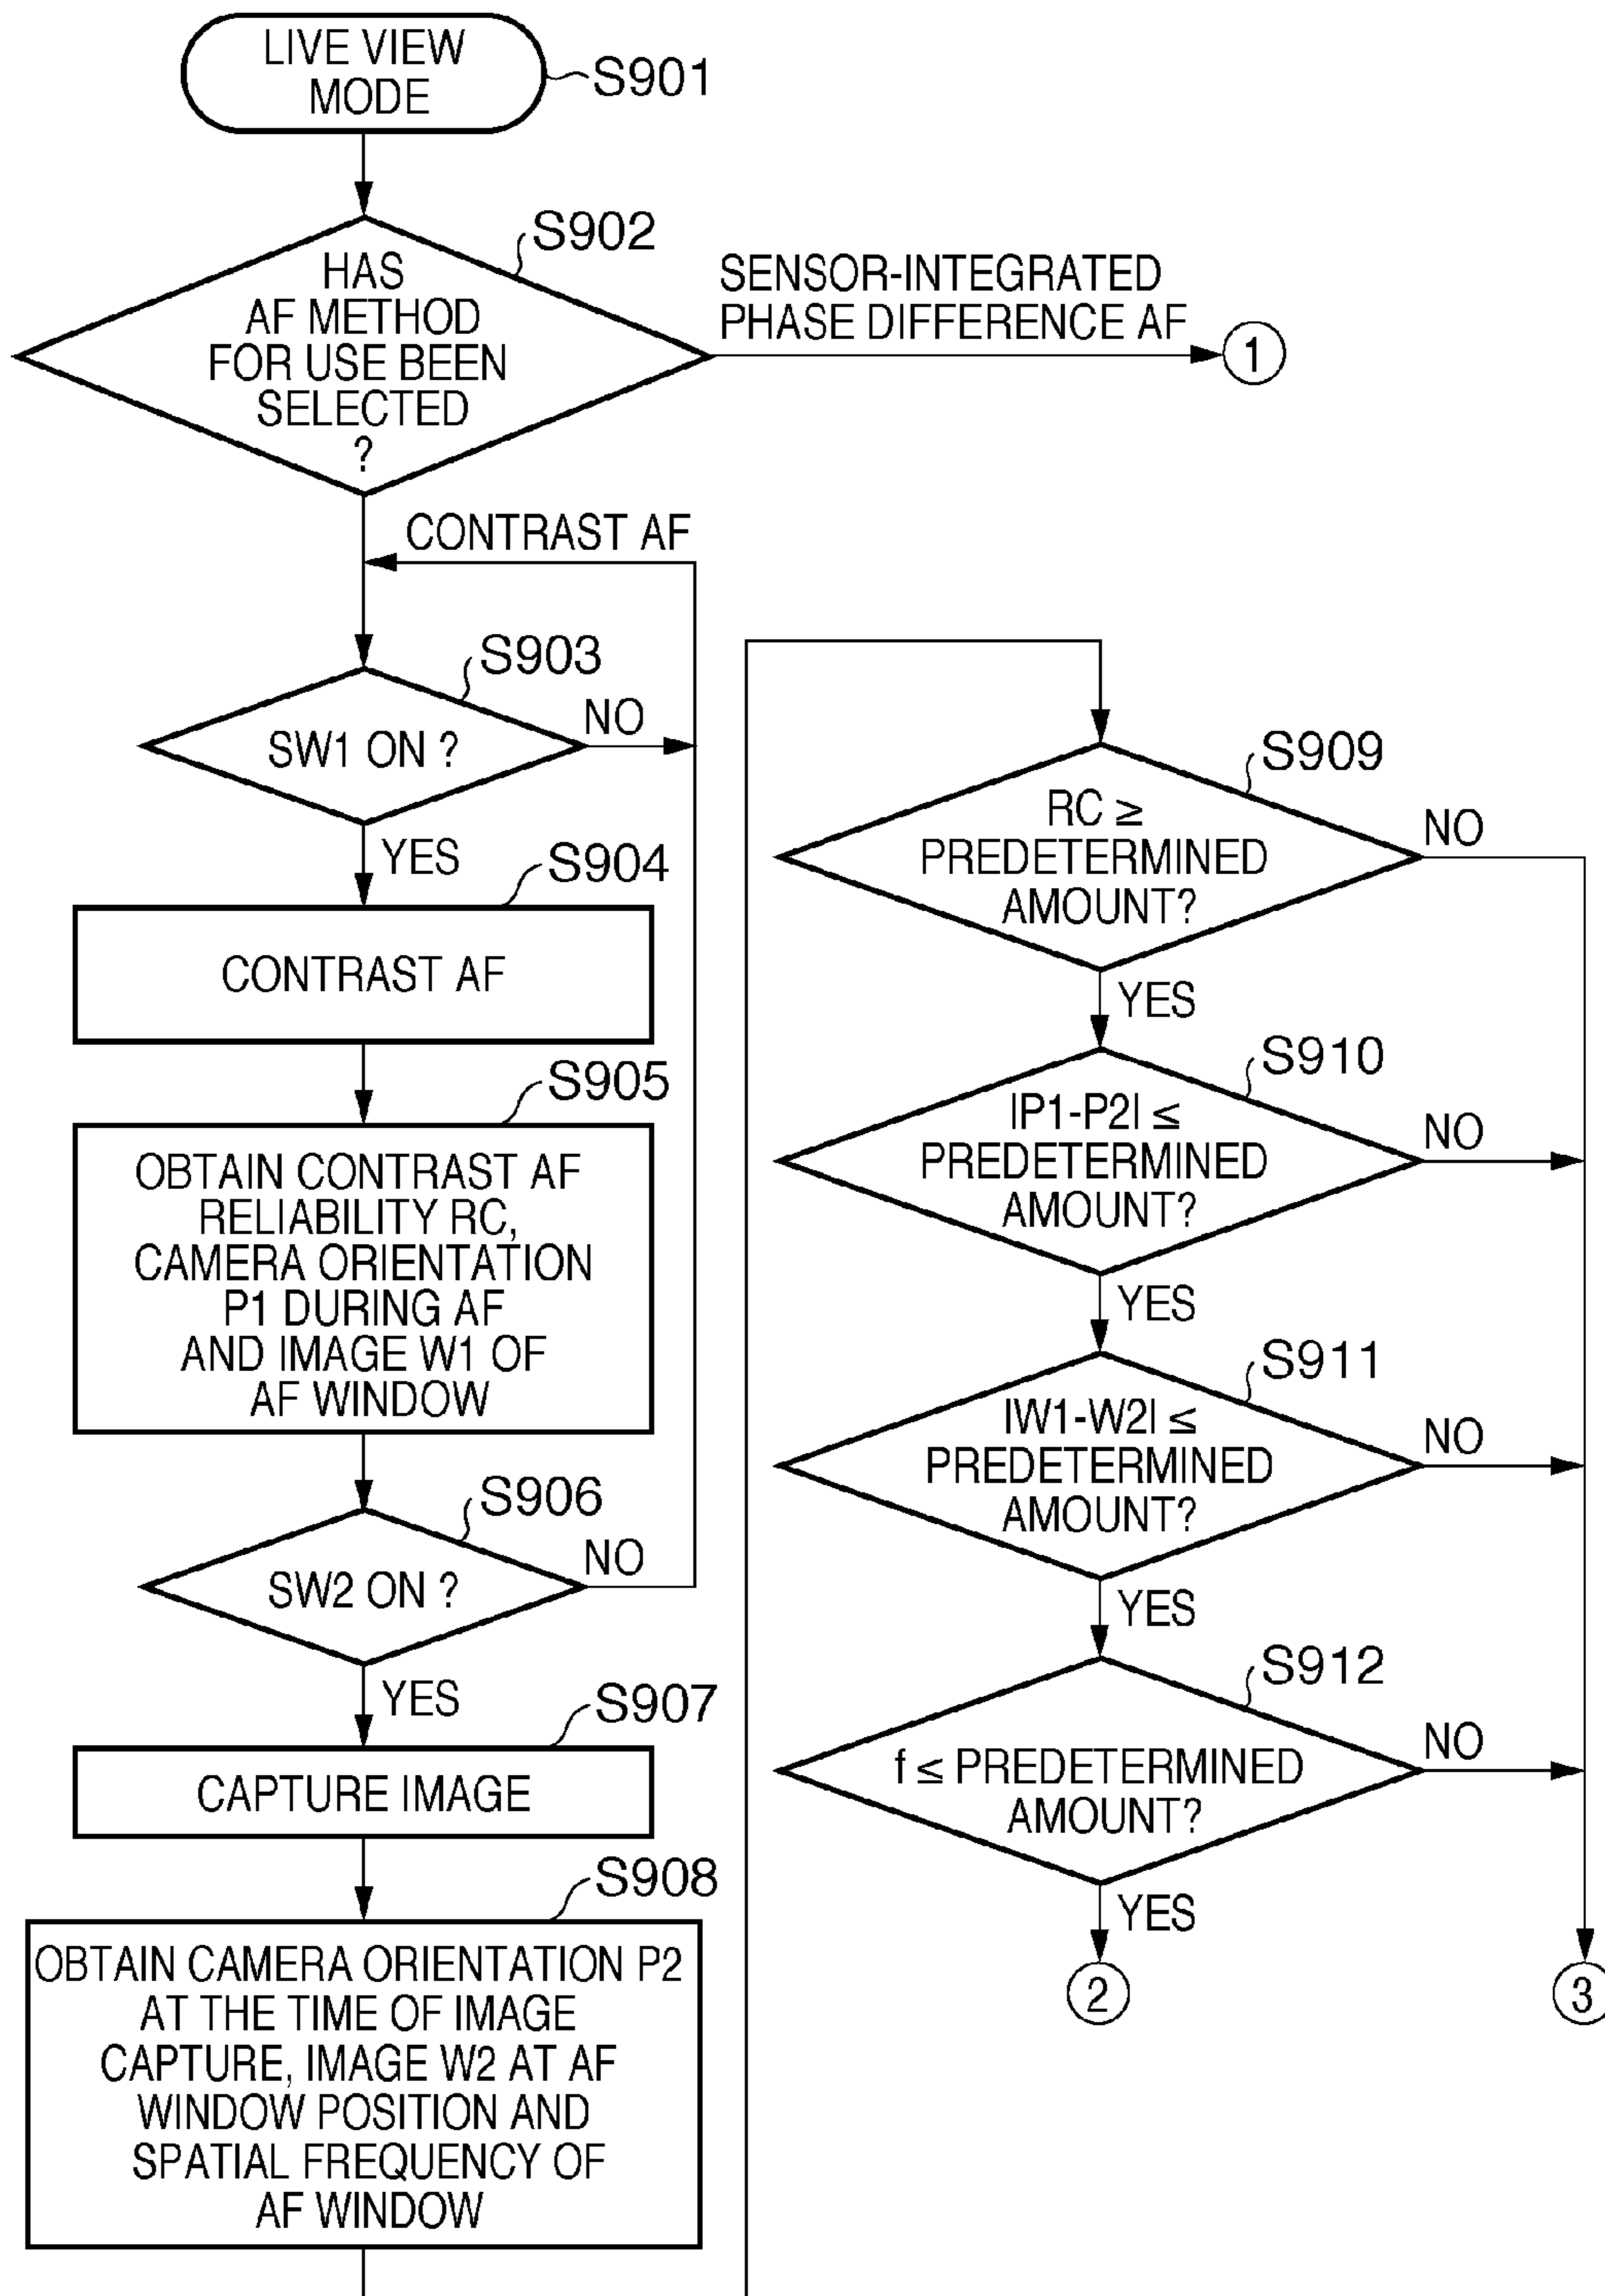 LIVE VIEW
MODE
S901
S902
HAS
AF METHOD
FOR USE BEEN
SELECTED
?
SENSOR-INTEGRATED
PHASE DIFFERENCE AF
1
CONTRAST AF
S903
SW1 ON ?
NO
YES
S904
CONTRAST AF
S905
OBTAIN CONTRAST AF
RELIABILITY RC,
CAMERA ORIENTATION
P1 DURING AF
AND IMAGE W1 OF
AF WINDOW
S906
SW2 ON ?
NO
YES
S907
CAPTURE IMAGE
S908
OBTAIN CAMERA ORIENTATION P2
AT THE TIME OF IMAGE
CAPTURE, IMAGE W2 AT AF
WINDOW POSITION AND
SPATIAL FREQUENCY OF
AF WINDOW
S909
RC ≥
PREDETERMINED
AMOUNT?
NO
YES
S910
|P1-P2| ≤
PREDETERMINED
AMOUNT?
NO
YES
S911
|W1-W2| ≤
PREDETERMINED
AMOUNT?
NO
YES
S912
f ≤ PREDETERMINED
AMOUNT?
NO
YES
2
3